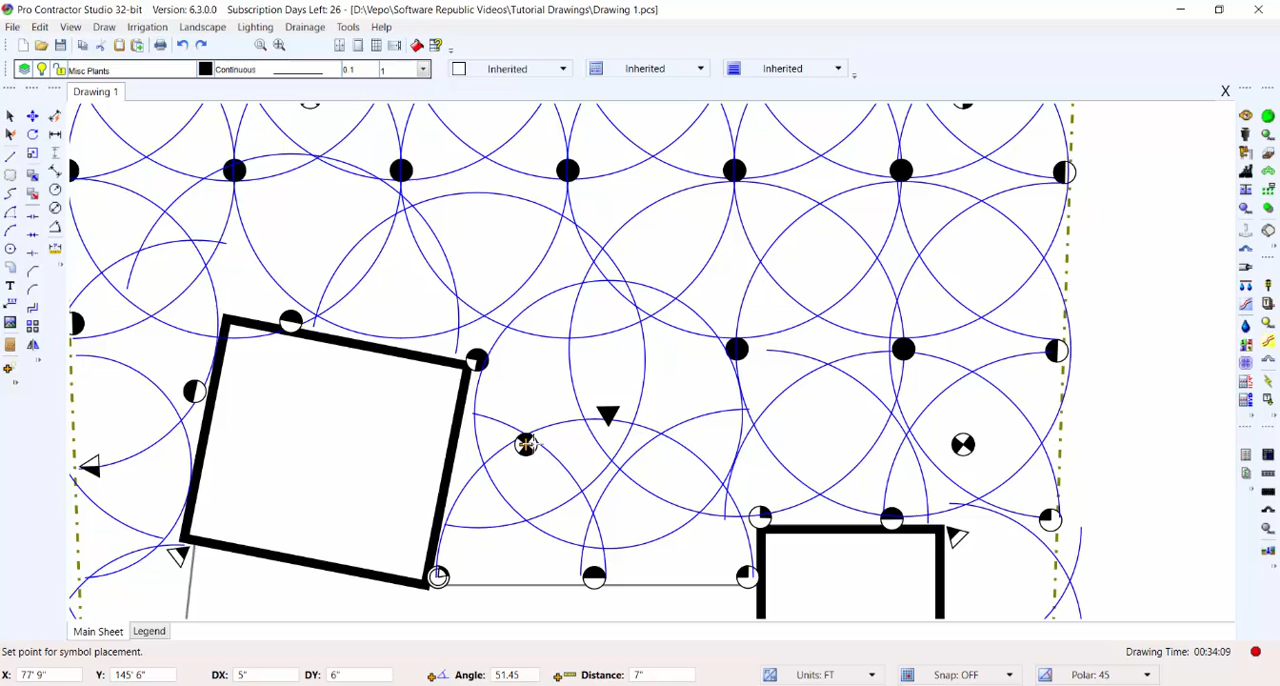 Pro Contractor Studio 32-bit Version: 6.3.0.0 Subscription Days Left: 26 - [D:\Vepo\Software Republic Videos\Tutorial Drawings\Drawing 1.pcs]
File Edit View Draw Irrigation Landscape Lighting Drainage Tools Help
Misc Plants Continuous 0.1 1 Inherited Inherited Inherited
Drawing 1 X
T
Main Sheet Legend
Set point for symbol placement. Drawing Time: 00:34:09
X: 77' 9" Y: 145' 6" DX: 5" DY: 6" Angle: 51.45 Distance: 7" Units: FT Snap: OFF Polar: 45